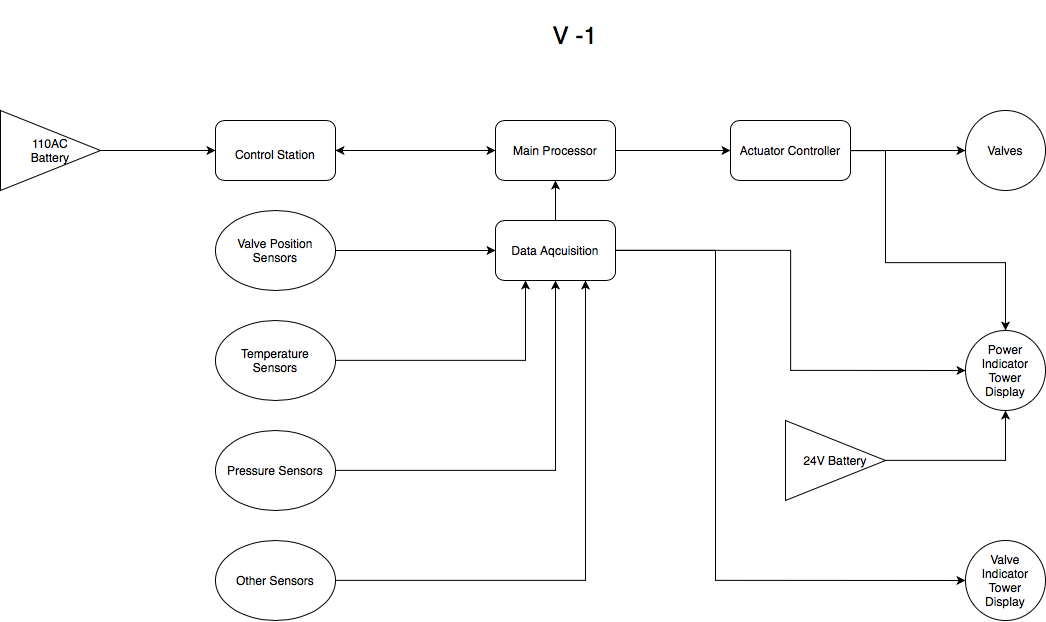 V -1
110AC
Battery
Control Station
Main Processor
Actuator Controller
Valves
Valve Position
Sensors
Data Aqcuisition
Temperature
Sensors
Power
Indicator
Tower
Display
Pressure Sensors
24V Battery
Other Sensors
Valve
Indicator
Tower
Display